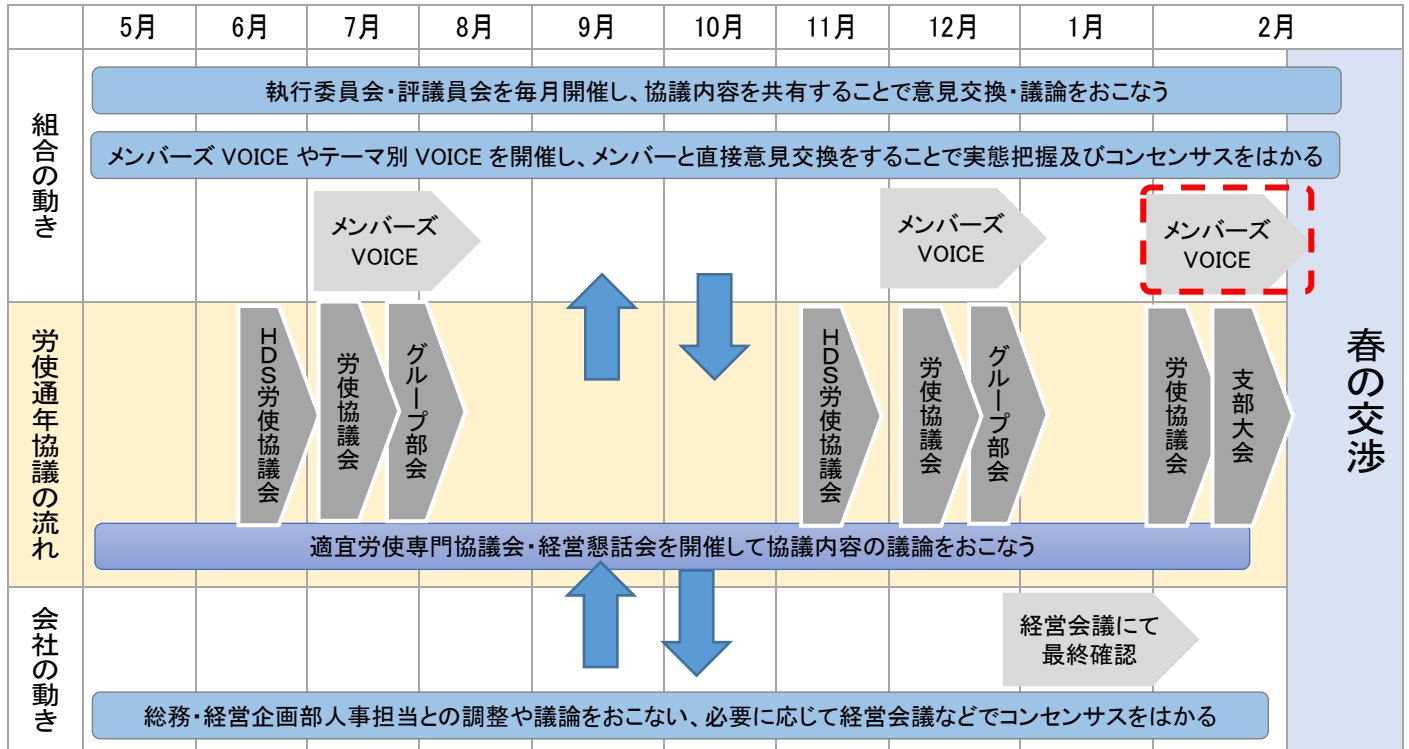 5月
6月
7月
8月
9月
10月
11月
12月
1月
2月
組合の動き
執行委員会・評議員会を毎月開催し、協議内容を共有することで意見交換・議論をおこなう
メンバーズ VOICE やテーマ別 VOICE を開催し、メンバーと直接意見交換をすることで実態把握及びコンセンサスをはかる
メンバーズ
VOICE
メンバーズ
VOICE
メンバーズ
VOICE
労使通年協議の流れ
HDS労使協議会
労使協議会
グループ部会
HDS労使協議会
労使協議会
グループ部会
労使協議会
支部大会
春の交渉
適宜労使専門協議会・経営懇話会を開催して協議内容の議論をおこなう
会社の動き
経営会議にて
最終確認
総務・経営企画部人事担当との調整や議論をおこない、必要に応じて経営会議などでコンセンサスをはかる